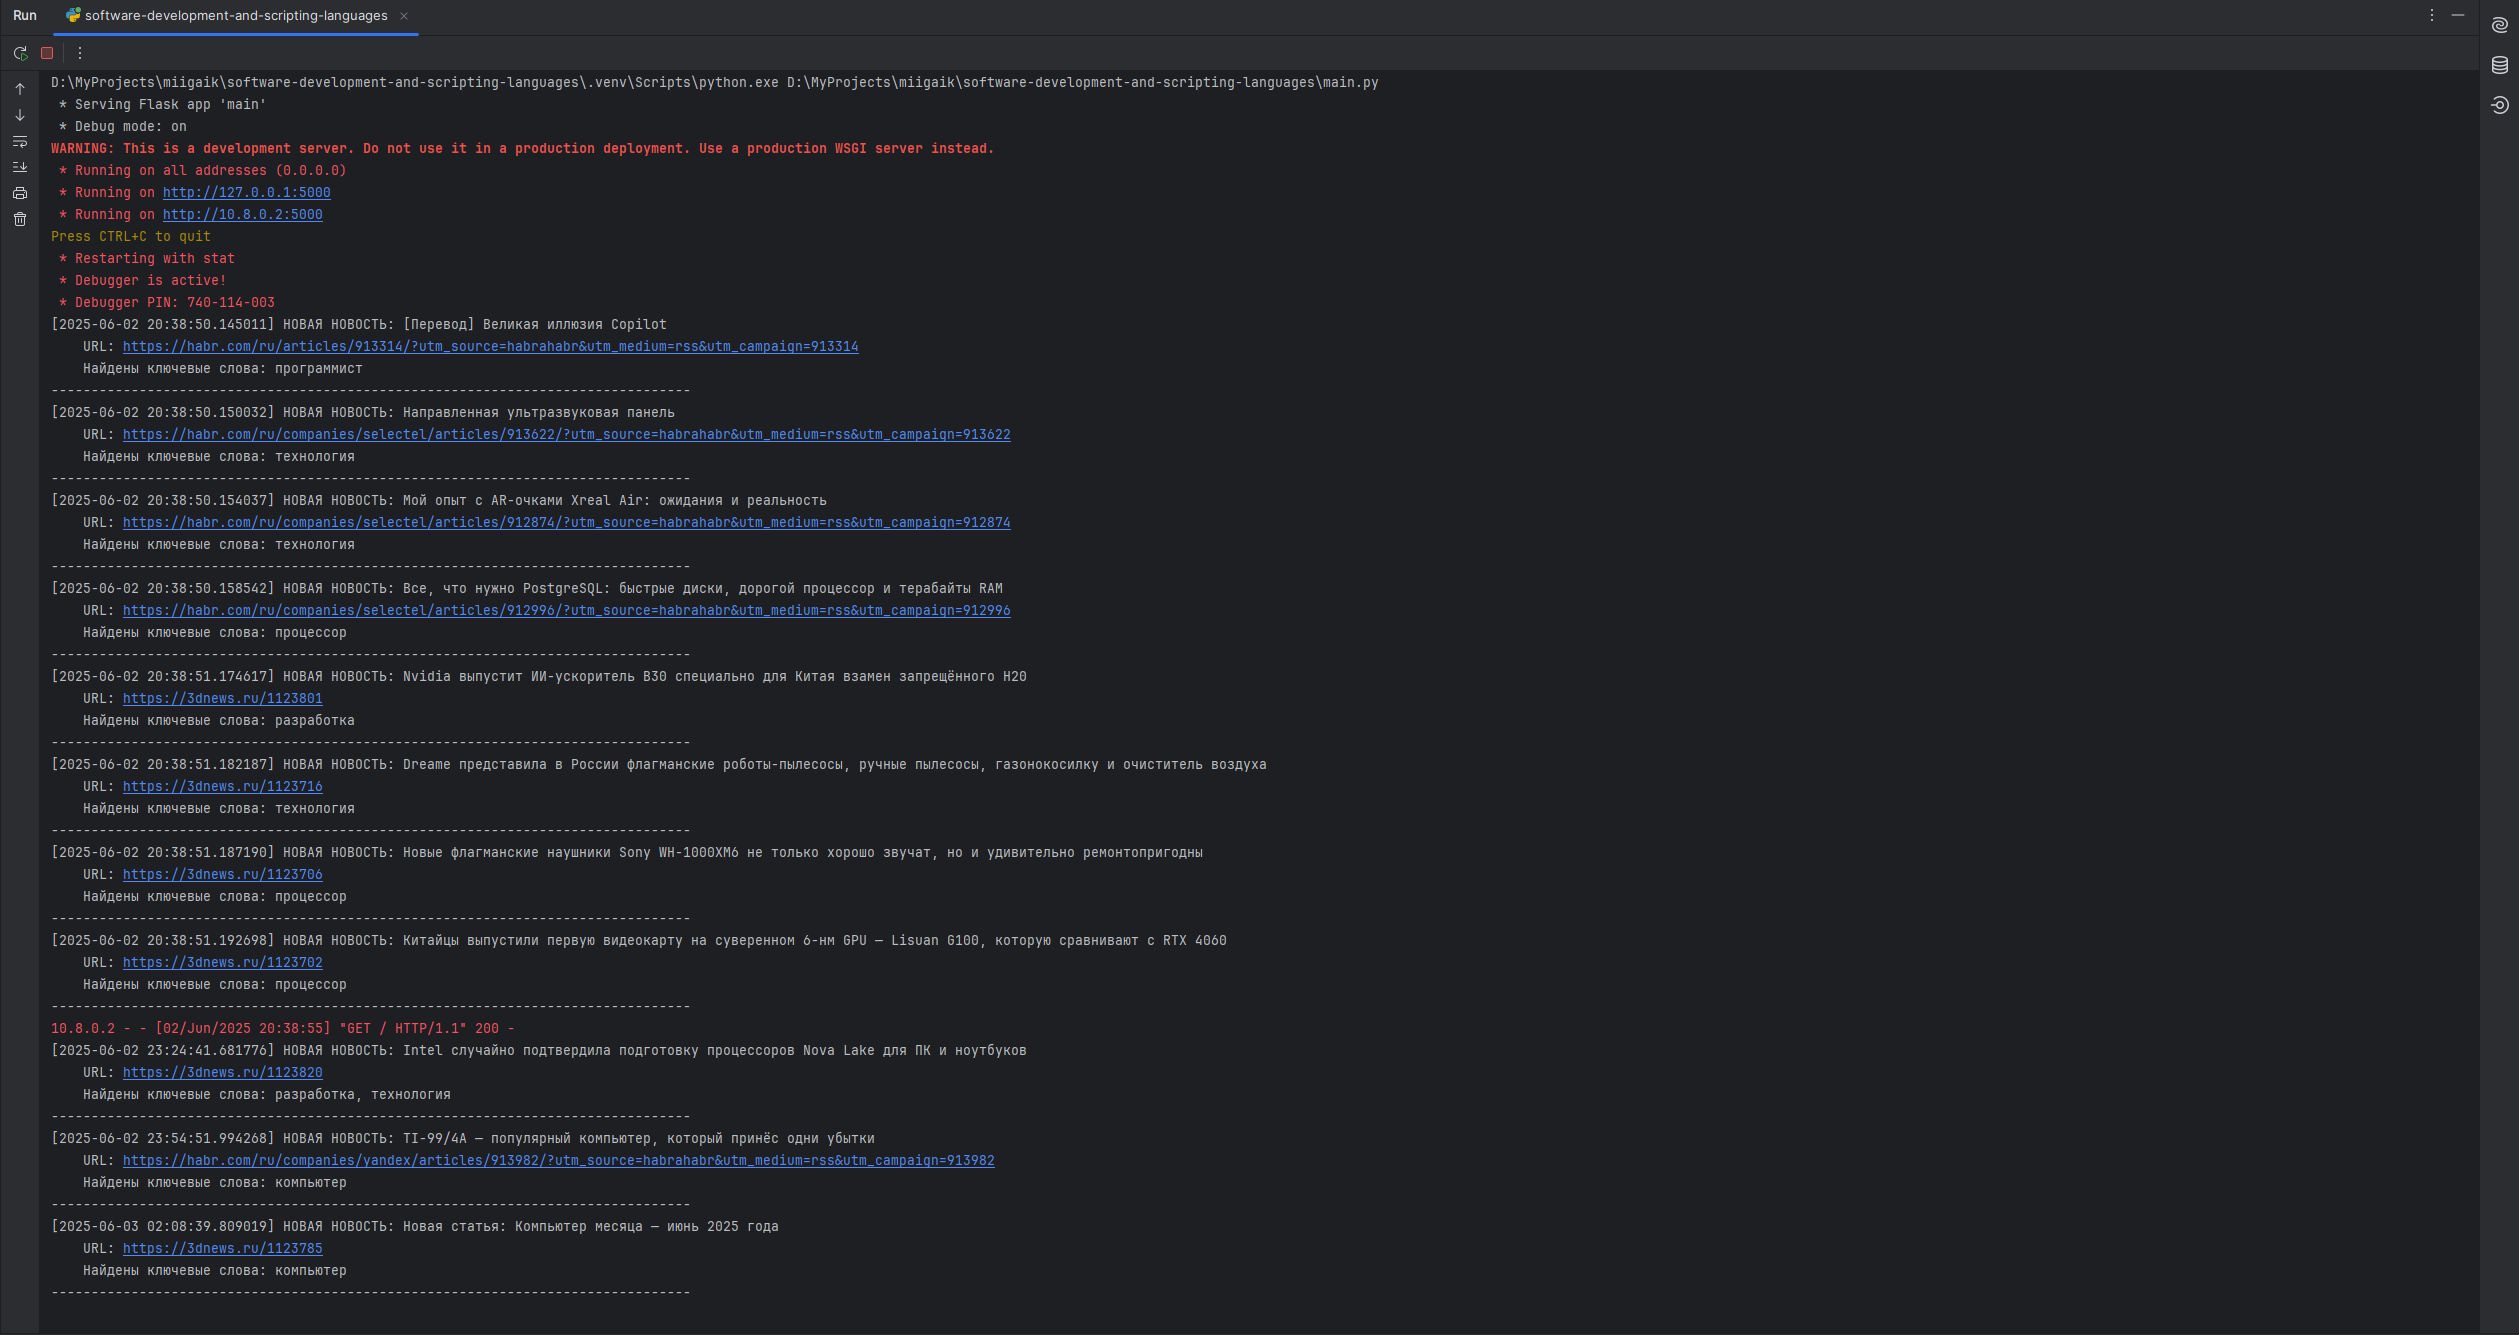 Run software-development-and-scripting-languages
D:\MyProjects\miigaik\software-development-and-scripting-languages\.venv\Scripts\python.exe D:\MyProjects\miigaik\software-development-and-scripting-languages\main.py
 * Serving Flask app 'main'
 * Debug mode: on
WARNING: This is a development server. Do not use it in a production deployment. Use a production WSGI server instead.
 * Running on all addresses (0.0.0.0)
 * Running on http://127.0.0.1:5000
 * Running on http://10.8.0.2:5000
Press CTRL+C to quit
 * Restarting with stat
 * Debugger is active!
 * Debugger PIN: 740-114-003
[2025-06-02 20:38:50.145011] НОВАЯ НОВОСТЬ: [Перевод] Великая иллюзия Copilot
    URL: https://habr.com/ru/articles/913314/?utm_source=habrahabr&utm_medium=rss&utm_campaign=913314
    Найдены ключевые слова: программист
--------------------------------------------------------------------------------
[2025-06-02 20:38:50.150032] НОВАЯ НОВОСТЬ: Направленная ультразвуковая панель
    URL: https://habr.com/ru/companies/selectel/articles/913622/?utm_source=habrahabr&utm_medium=rss&utm_campaign=913622
    Найдены ключевые слова: технология
--------------------------------------------------------------------------------
[2025-06-02 20:38:50.154037] НОВАЯ НОВОСТЬ: Мой опыт с AR-очками Xreal Air: ожидания и реальность
    URL: https://habr.com/ru/companies/selectel/articles/912874/?utm_source=habrahabr&utm_medium=rss&utm_campaign=912874
    Найдены ключевые слова: технология
--------------------------------------------------------------------------------
[2025-06-02 20:38:50.158542] НОВАЯ НОВОСТЬ: Все, что нужно PostgreSQL: быстрые диски, дорогой процессор и терабайты RAM
    URL: https://habr.com/ru/companies/selectel/articles/912996/?utm_source=habrahabr&utm_medium=rss&utm_campaign=912996
    Найдены ключевые слова: процессор
--------------------------------------------------------------------------------
[2025-06-02 20:38:51.174617] НОВАЯ НОВОСТЬ: Nvidia выпустит ИИ-ускоритель B30 специально для Китая взамен запрещённого H20
    URL: https://3dnews.ru/1123801
    Найдены ключевые слова: разработка
--------------------------------------------------------------------------------
[2025-06-02 20:38:51.182187] НОВАЯ НОВОСТЬ: Dreame представила в России флагманские роботы-пылесосы, ручные пылесосы, газонокосилку и очиститель воздуха
    URL: https://3dnews.ru/1123716
    Найдены ключевые слова: технология
--------------------------------------------------------------------------------
[2025-06-02 20:38:51.187190] НОВАЯ НОВОСТЬ: Новые флагманские наушники Sony WH-1000XM6 не только хорошо звучат, но и удивительно ремонтопригодны
    URL: https://3dnews.ru/1123706
    Найдены ключевые слова: процессор
--------------------------------------------------------------------------------
[2025-06-02 20:38:51.192698] НОВАЯ НОВОСТЬ: Китайцы выпустили первую видеокарту на суверенном 6-нм GPU — Lisuan G100, которую сравнивают с RTX 4060
    URL: https://3dnews.ru/1123702
    Найдены ключевые слова: процессор
--------------------------------------------------------------------------------
10.8.0.2 - - [02/Jun/2025 20:38:55] "GET / HTTP/1.1" 200 -
[2025-06-02 23:24:41.681776] НОВАЯ НОВОСТЬ: Intel случайно подтвердила подготовку процессоров Nova Lake для ПК и ноутбуков
    URL: https://3dnews.ru/1123820
    Найдены ключевые слова: разработка, технология
--------------------------------------------------------------------------------
[2025-06-02 23:54:51.994268] НОВАЯ НОВОСТЬ: TI-99/4A — популярный компьютер, который принёс одни убытки
    URL: https://habr.com/ru/companies/yandex/articles/913982/?utm_source=habrahabr&utm_medium=rss&utm_campaign=913982
    Найдены ключевые слова: компьютер
--------------------------------------------------------------------------------
[2025-06-03 02:08:39.809019] НОВАЯ НОВОСТЬ: Новая статья: Компьютер месяца — июнь 2025 года
    URL: https://3dnews.ru/1123785
    Найдены ключевые слова: компьютер
--------------------------------------------------------------------------------